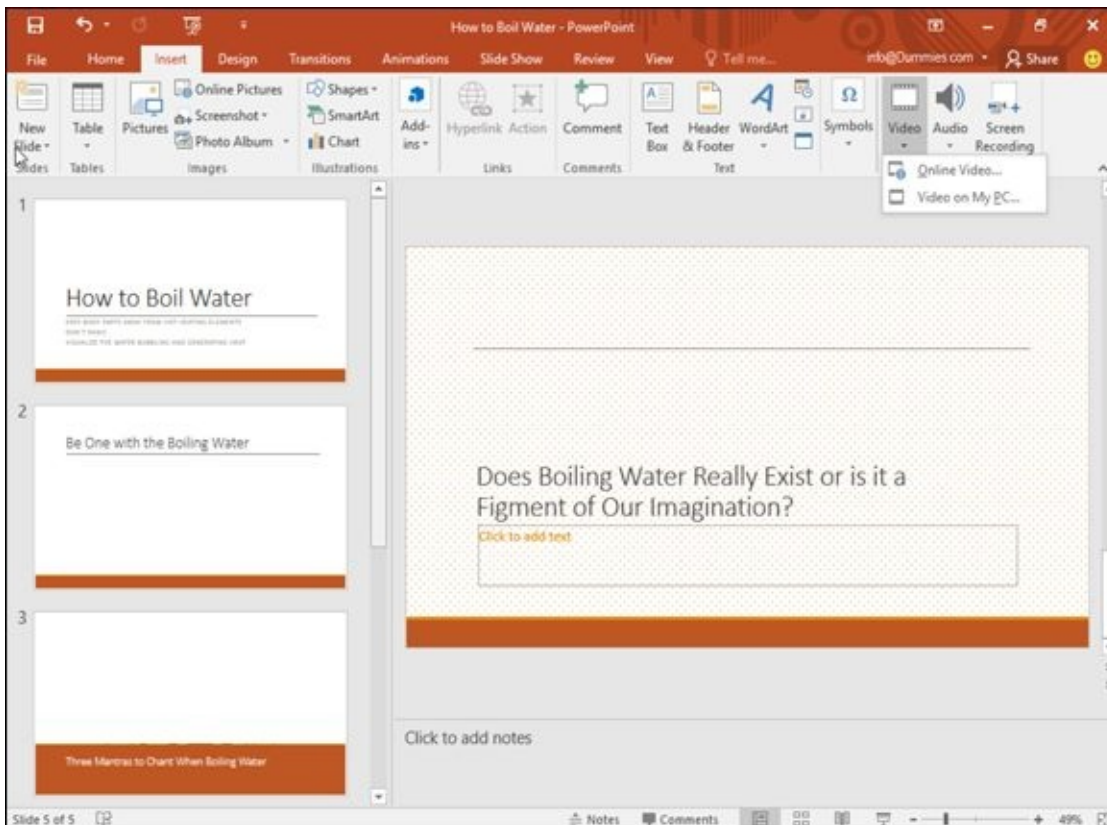 How to Boil Water - PowerPoint
File Home Insert Design Transitions Animations Slide Show Review View Tell me... info@Dummies.com Share
New Slide
Table
Pictures
Online Pictures
Screenshot
Photo Album
Shapes
SmartArt
Chart
Add-ins
Hyperlink
Action
Comment
Text Box
Header & Footer
WordArt
Symbols
Video
Audio
Screen Recording
Slides Tables Images Illustrations Links Comments Text
Online Video...
Video on My PC...
1
How to Boil Water
2
Be One with the Boiling Water
3
Three Mantras to Chant When Boiling Water
Does Boiling Water Really Exist or is it a
Figment of Our Imagination?
Click to add text
Click to add notes
Slide 5 of 5 Notes Comments 49%